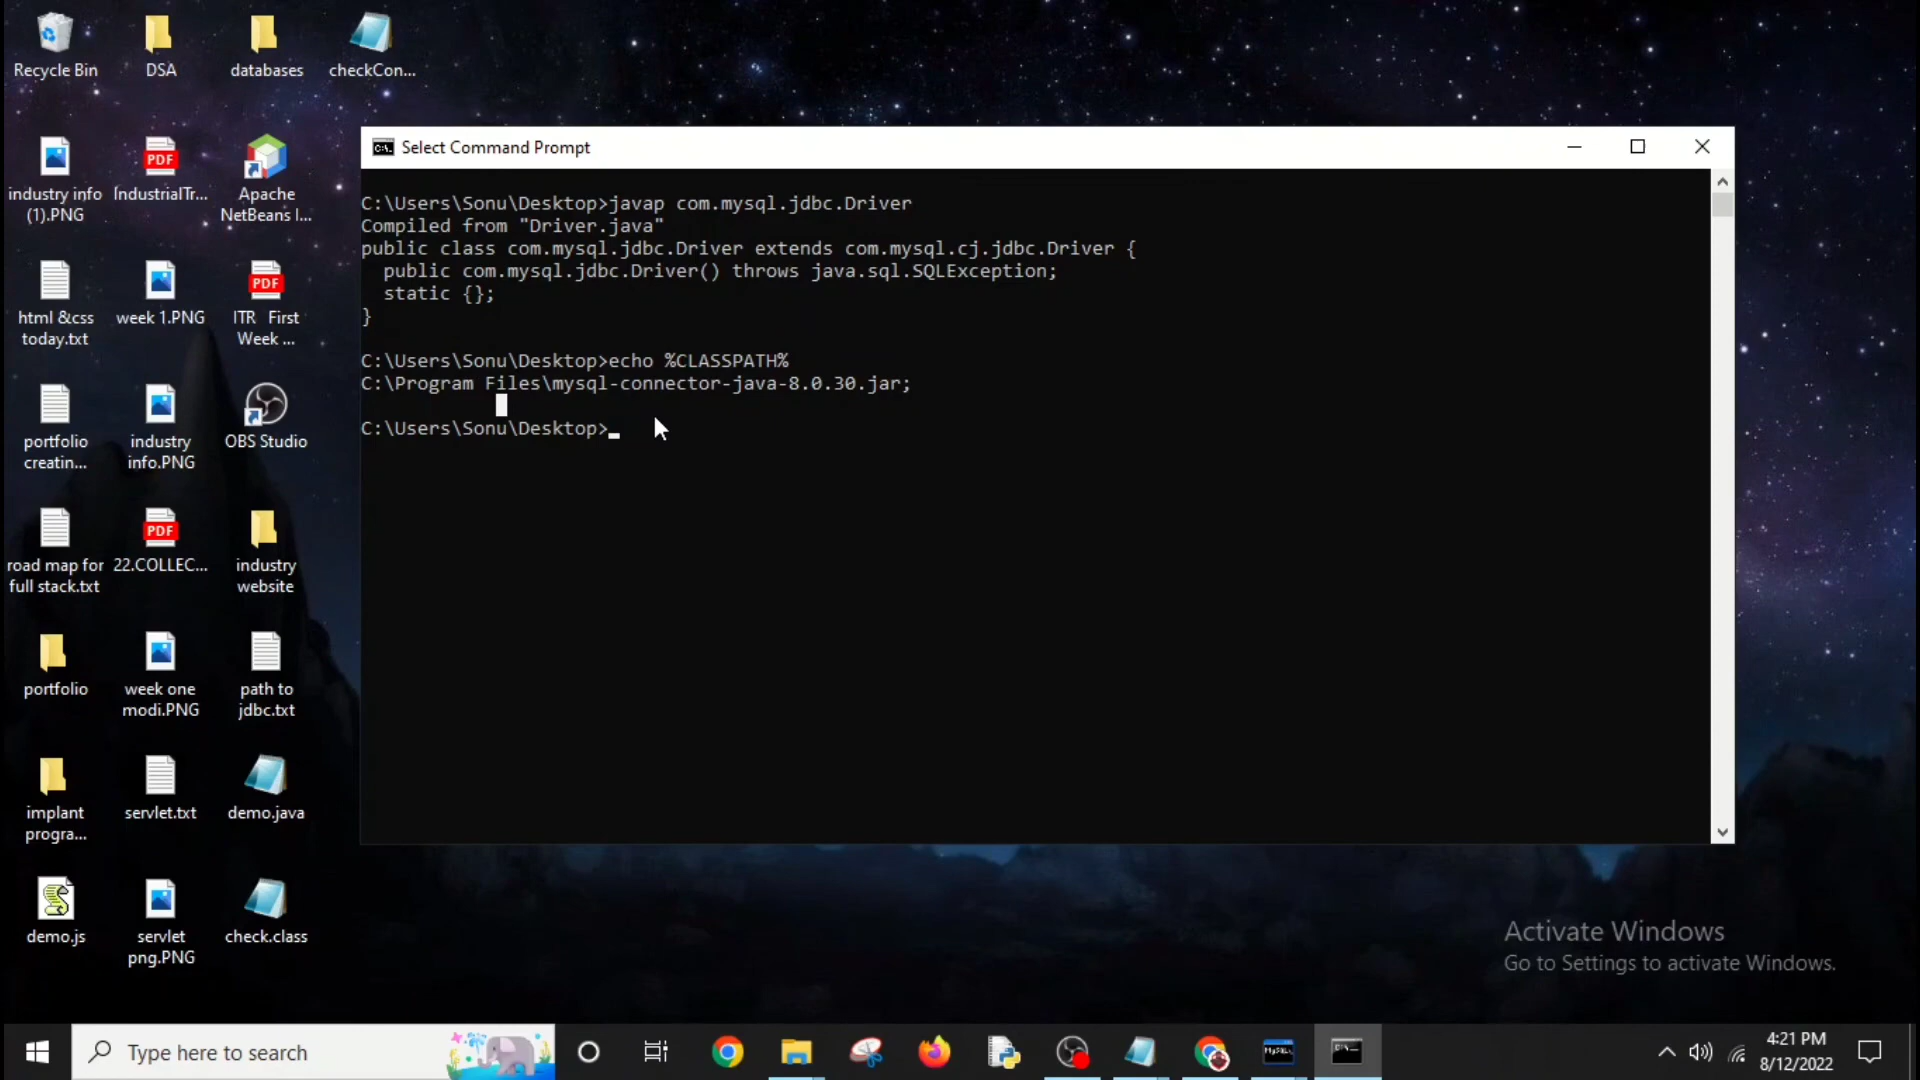 Recycle Bin
DSA
databases
checkCon...
industry info
(1).PNG
IndustrialTr...
Apache
NetBeans I...
html &css
today.txt
week 1.PNG
ITR First
Week ...
portfolio
creatin...
industry
info.PNG
OBS Studio
road map for
full stack.txt
22.COLLEC...
industry
website
portfolio
week one
modi.PNG
path to
jdbc.txt
implant
progra...
servlet.txt
demo.java
demo.js
servlet
png.PNG
check.class
PDF
PDF
PDF
C:\.
Select Command Prompt
C:\Users\Sonu\Desktop>javap com.mysql.jdbc.Driver
Compiled from "Driver.java"
public class com.mysql.jdbc.Driver extends com.mysql.cj.jdbc.Driver {
  public com.mysql.jdbc.Driver() throws java.sql.SQLException;
  static {};
}
C:\Users\Sonu\Desktop>echo %CLASSPATH%
C:\Program Files\mysql-connector-java-8.0.30.jar;
C:\Users\Sonu\Desktop>_
Activate Windows
Go to Settings to activate Windows.
Type here to search
MySQL
4:21 PM
8/12/2022